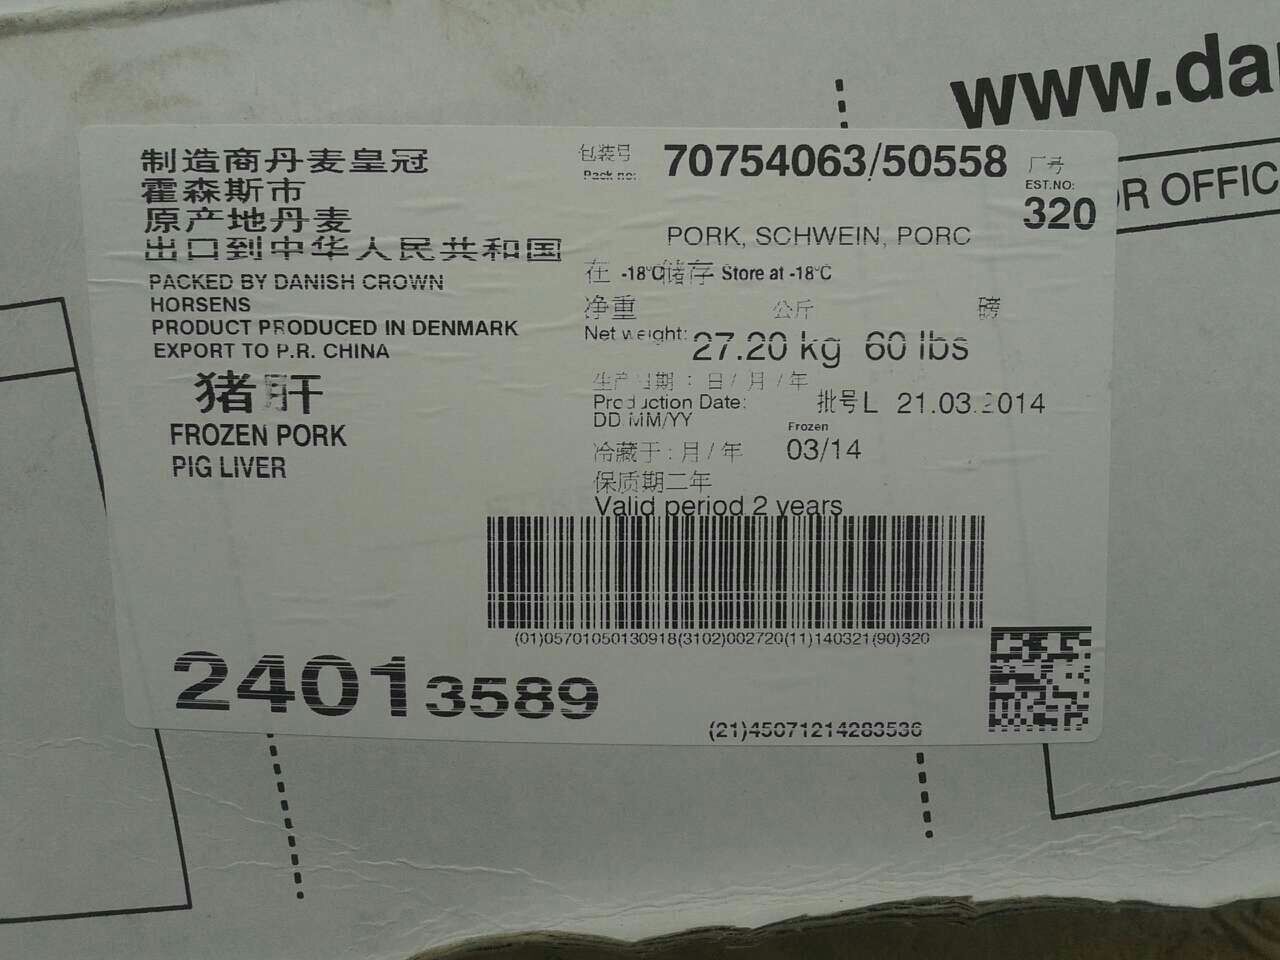 www.da
OR OFFIC
制造商丹麦皇冠
霍森斯市
原产地丹麦
出口到中华人民共和国
PACKED BY DANISH CROWN
HORSENS
PRODUCT PRODUCED IN DENMARK
EXPORT TO P.R. CHINA
猪肝
FROZEN PORK
PIG LIVER
包装号 70754063/50558 厂号
Pack no: EST.NO:
320
PORK, SCHWEIN, PORC
在 -18°C储存 Store at -18°C
净重 公斤 磅
Net weight: 27.20 kg 60 lbs
生产日期：日/月/年
Production Date: 批号L 21.03.2014
DD MM/YY Frozen
冷藏于：月/年 03/14
保质期二年
Valid period 2 years
(01)05701050130918(3102)002720(11)140321(90)320
24013589
(21)45071214283536